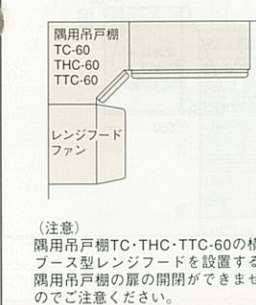 隅用吊戸棚
TC-60
THC-60
TTC-60
レンジフード
ファン
(注意)
隅用吊戸棚TC・THC・TTC-60の横
ブース型レンジフードを設置する
隅用吊戸棚の扉の開閉ができませ
のでご注意ください。